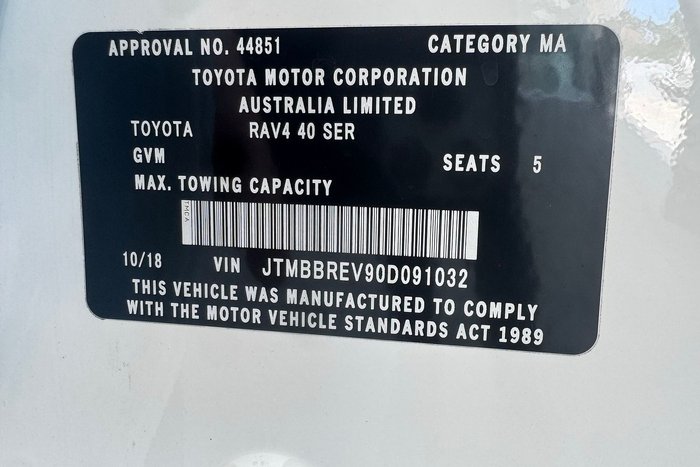 APPROVAL NO. 44851 CATEGORY MA
TOYOTA MOTOR CORPORATION
AUSTRALIA LIMITED
TOYOTA RAV4 40 SER
GVM SEATS 5
MAX. TOWING CAPACITY
TMCA
10/18 VIN JTMBBREV90D091032
THIS VEHICLE WAS MANUFACTURED TO COMPLY
WITH THE MOTOR VEHICLE STANDARDS ACT 1989